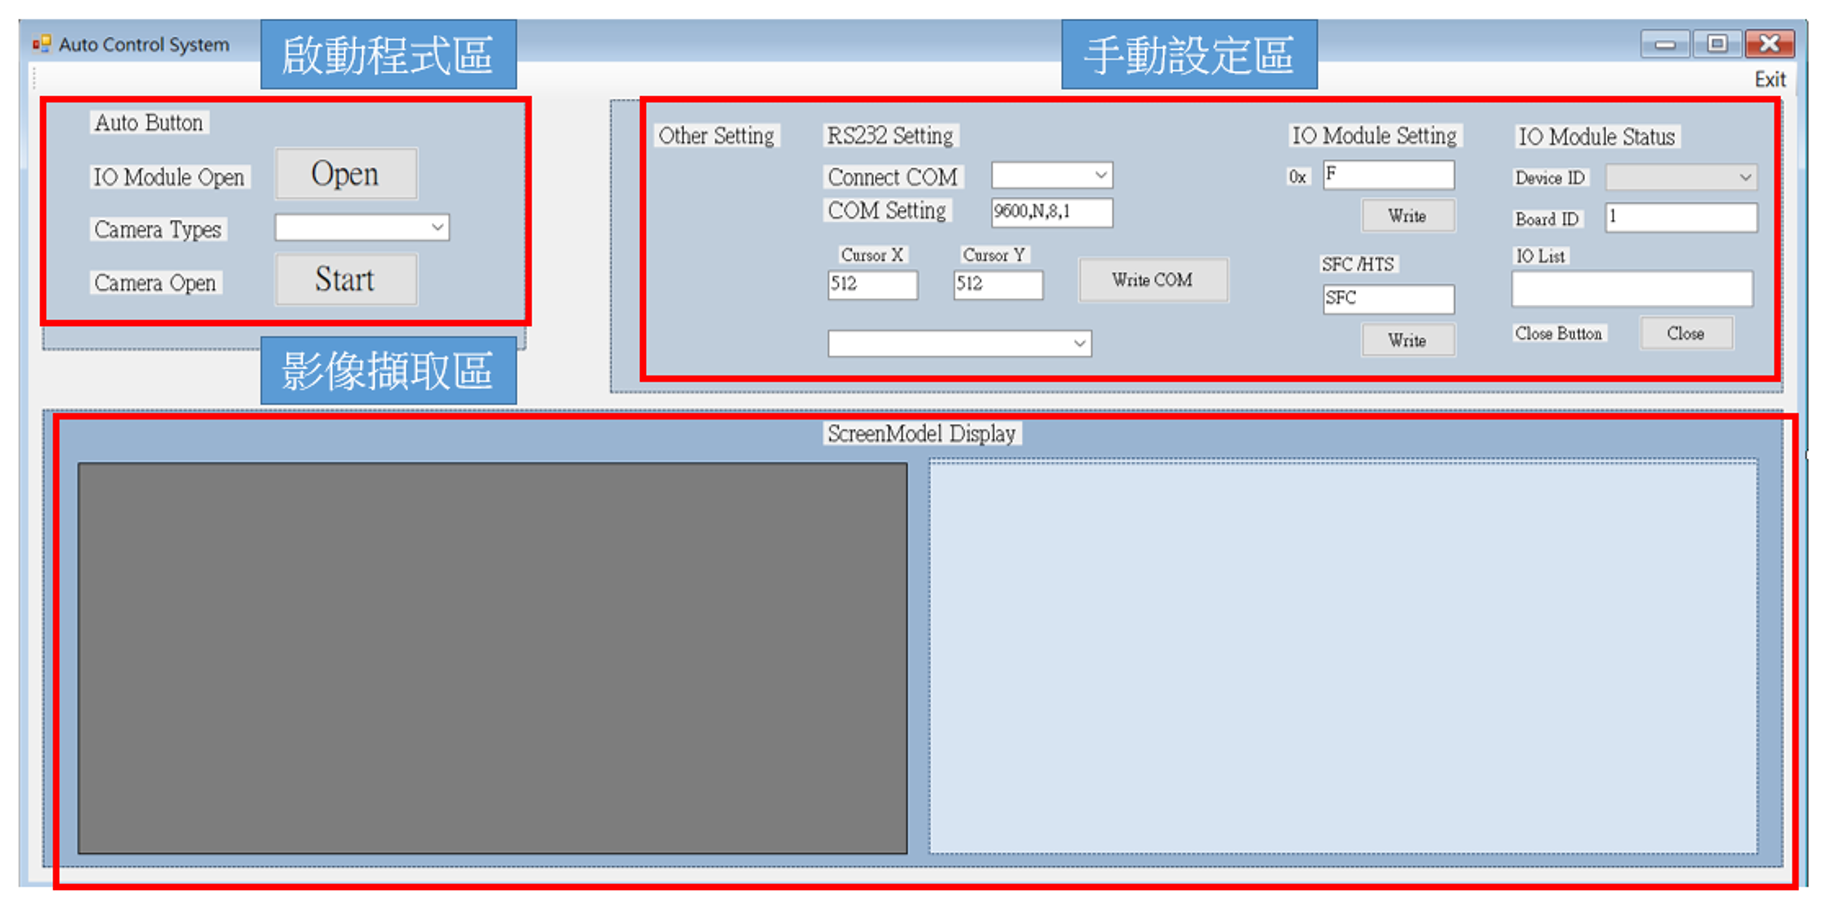 Auto Control System
啟動程式區
手動設定區
Exit
Auto Button
IO Module Open
Open
Camera Types
Camera Open
Start
Other Setting
RS232 Setting
Connect COM
COM Setting
9600,N,8,1
Cursor X
Cursor Y
512
512
Write COM
IO Module Setting
0x
F
Write
SFC /HTS
SFC
Write
IO Module Status
Device ID
Board ID
1
IO List
Close Button
Close
影像擷取區
ScreenModel Display